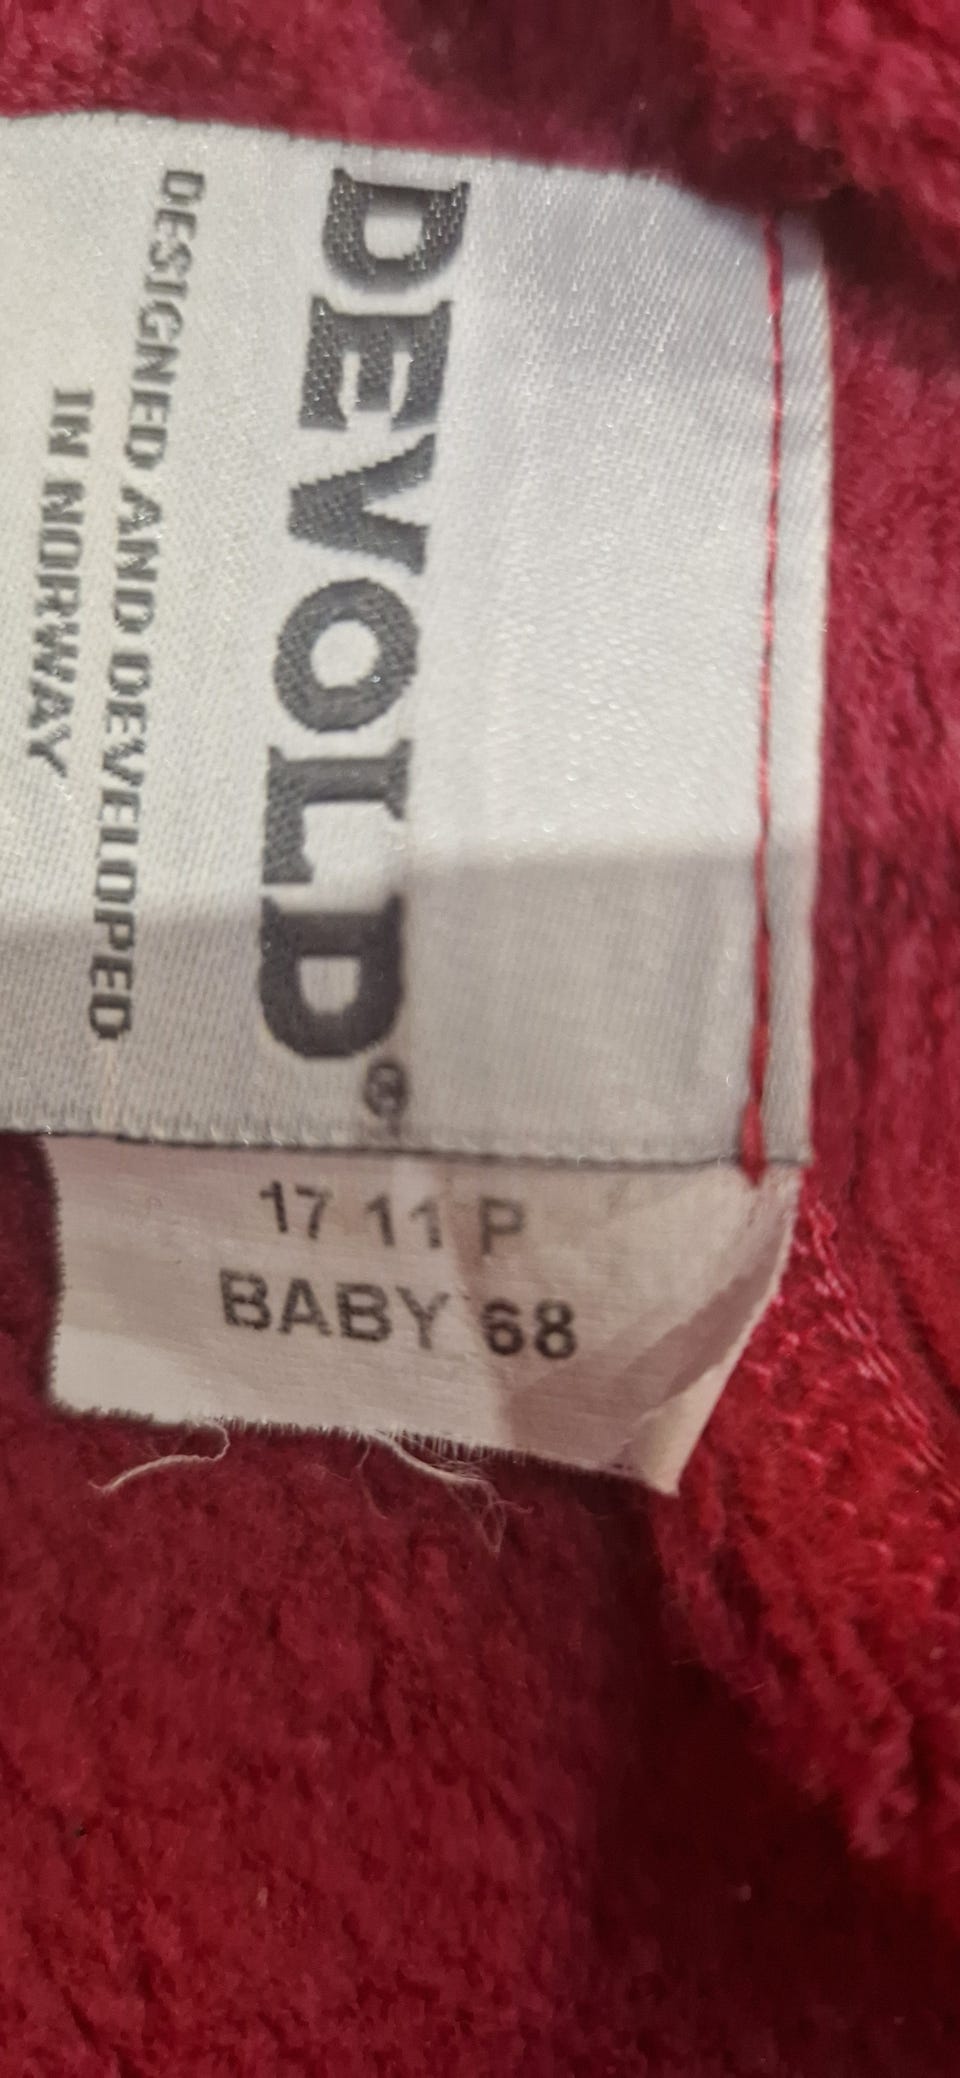 DEVOLD®
DESIGNED AND DEVELOPED
IN NORWAY
17 11 P
BABY 68